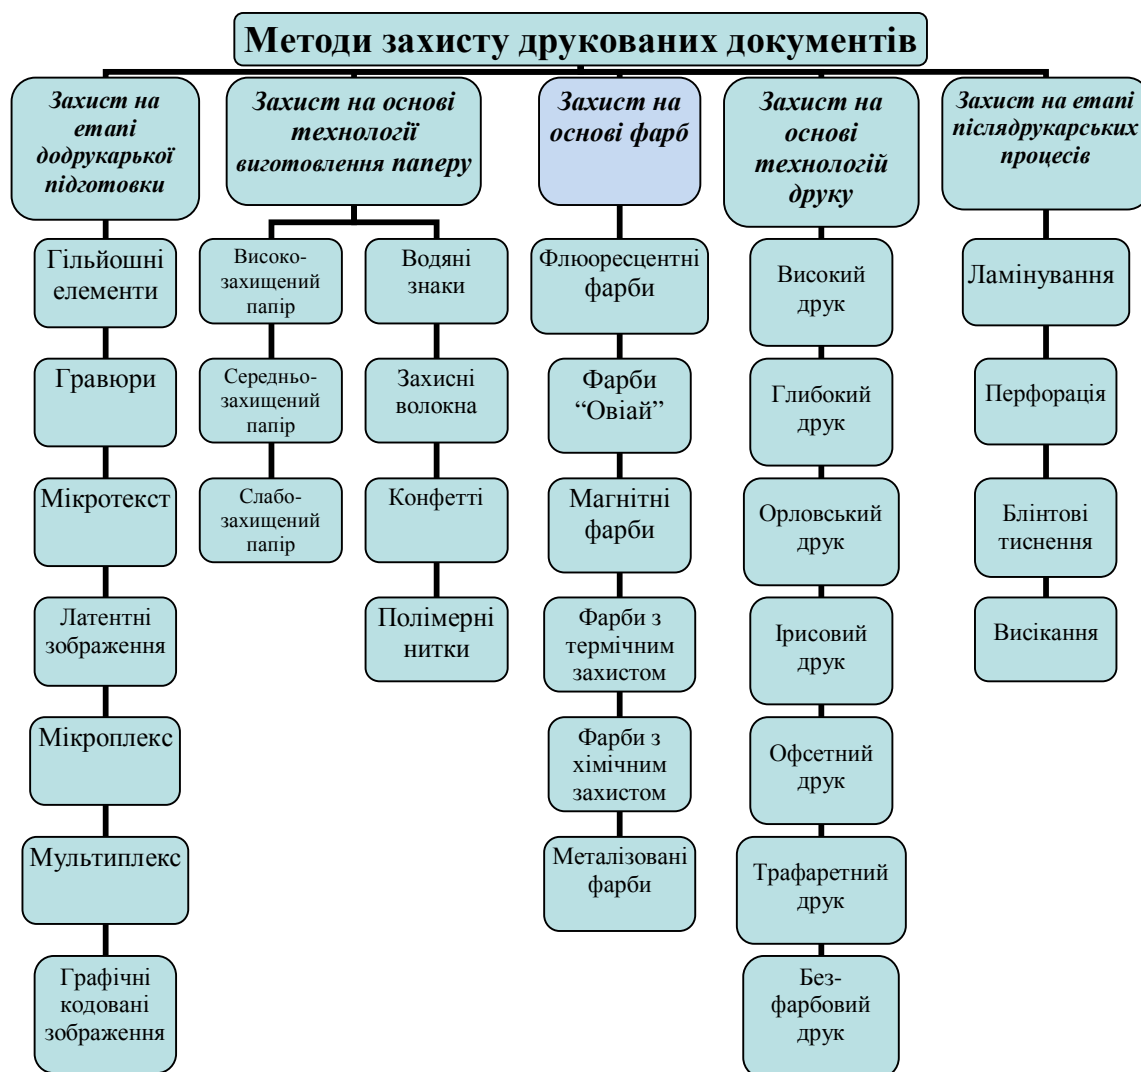 Методи захисту друкованих документів
Захист на
етапі
додрукарької
підготовки
Гільйошні
елементи
Гравюри
Мікротекст
Латентні
зображення
Мікроплекс
Мультиплекс
Графічні
кодовані
зображення
Захист на основі
технології
виготовлення паперу
Високо-
захищений
папір
Середньо-
захищений
папір
Слабо-
захищений
папір
Водяні
знаки
Захисні
волокна
Конфетті
Полімерні
нитки
Захист на
основі фарб
Флюоресцентні
фарби
Фарби
“Овіай”
Магнітні
фарби
Фарби з
термічним
захистом
Фарби з
хімічним
захистом
Металізовані
фарби
Захист на
основі
технологій
друку
Високий
друк
Глибокий
друк
Орловський
друк
Ірисовий
друк
Офсетний
друк
Трафаретний
друк
Без-
фарбовий
друк
Захист на етапі
післядрукарських
процесів
Ламінування
Перфорація
Блінтові
тиснення
Висікання